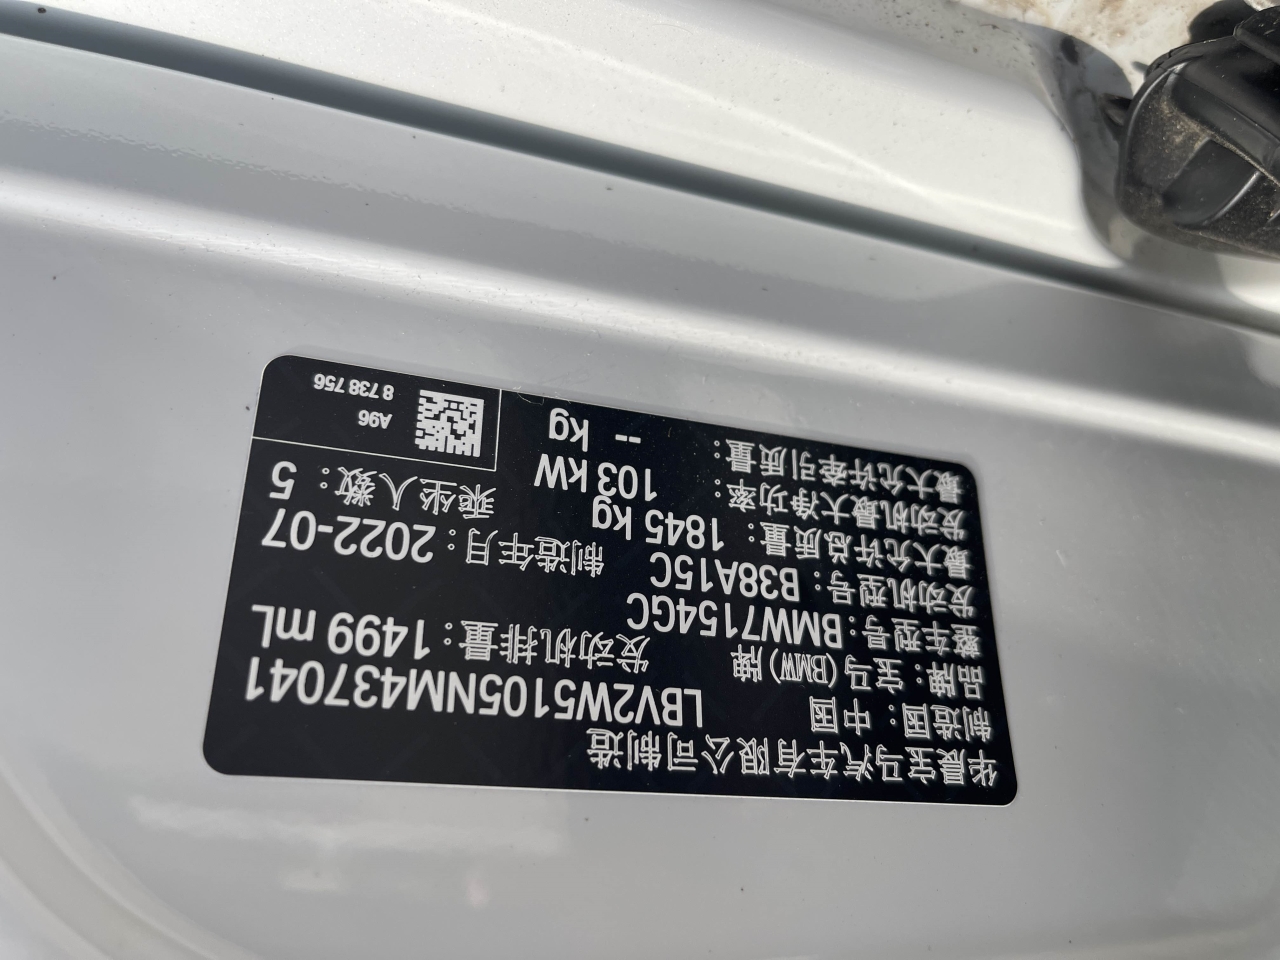 华晨宝马汽车有限公司制造
制造国：中国 LBV2W5105NM437041
品牌：宝马(BMW)牌 发动机排量：1499 mL
整车型号：BMW7154GC
发动机型号：B38A15C 制造年月：2022-07
最大允许总质量：1845 kg 乘坐人数：5
发动机最大净功率：103 kW
最大允许牵引质量：-- kg
A96
8 738 756